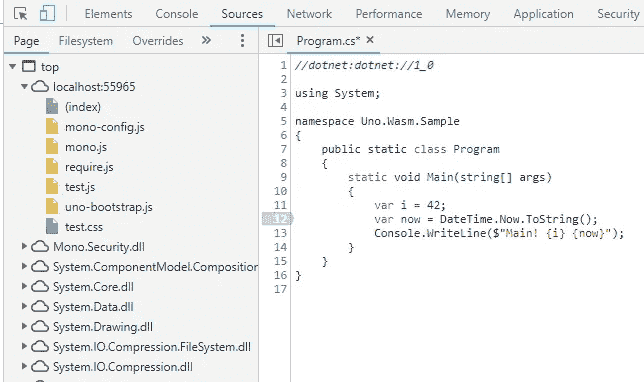 Elements Console Sources Network Performance Memory Application Security
Page Filesystem Overrides »
top
localhost:55965
(index)
mono-config.js
mono.js
require.js
test.js
uno-bootstrap.js
test.css
Mono.Security.dll
System.ComponentModel.Composition
System.Core.dll
System.Data.dll
System.Drawing.dll
System.IO.Compression.FileSystem.dll
System.IO.Compression.dll
Program.cs* ×
1 //dotnet:dotnet://1_0
2
3 using System;
4
5 namespace Uno.Wasm.Sample
6 {
7 public static class Program
8 {
9 static void Main(string[] args)
10 {
11 var i = 42;
12 var now = DateTime.Now.ToString();
13 Console.WriteLine($"Main! {i} {now}");
14 }
15 }
16 }
17